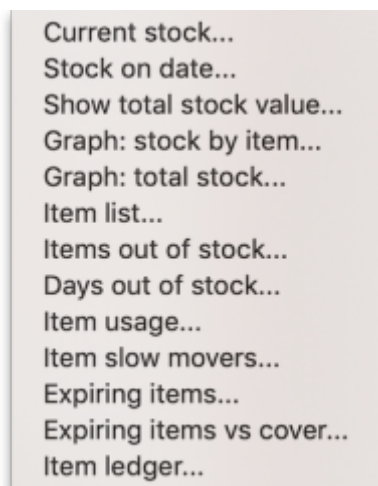 Current stock...
Stock on date...
Show total stock value...
Graph: stock by item...
Graph: total stock...
Item list...
Items out of stock...
Days out of stock...
Item usage...
Item slow movers...
Expiring items...
Expiring items vs cover...
Item ledger...